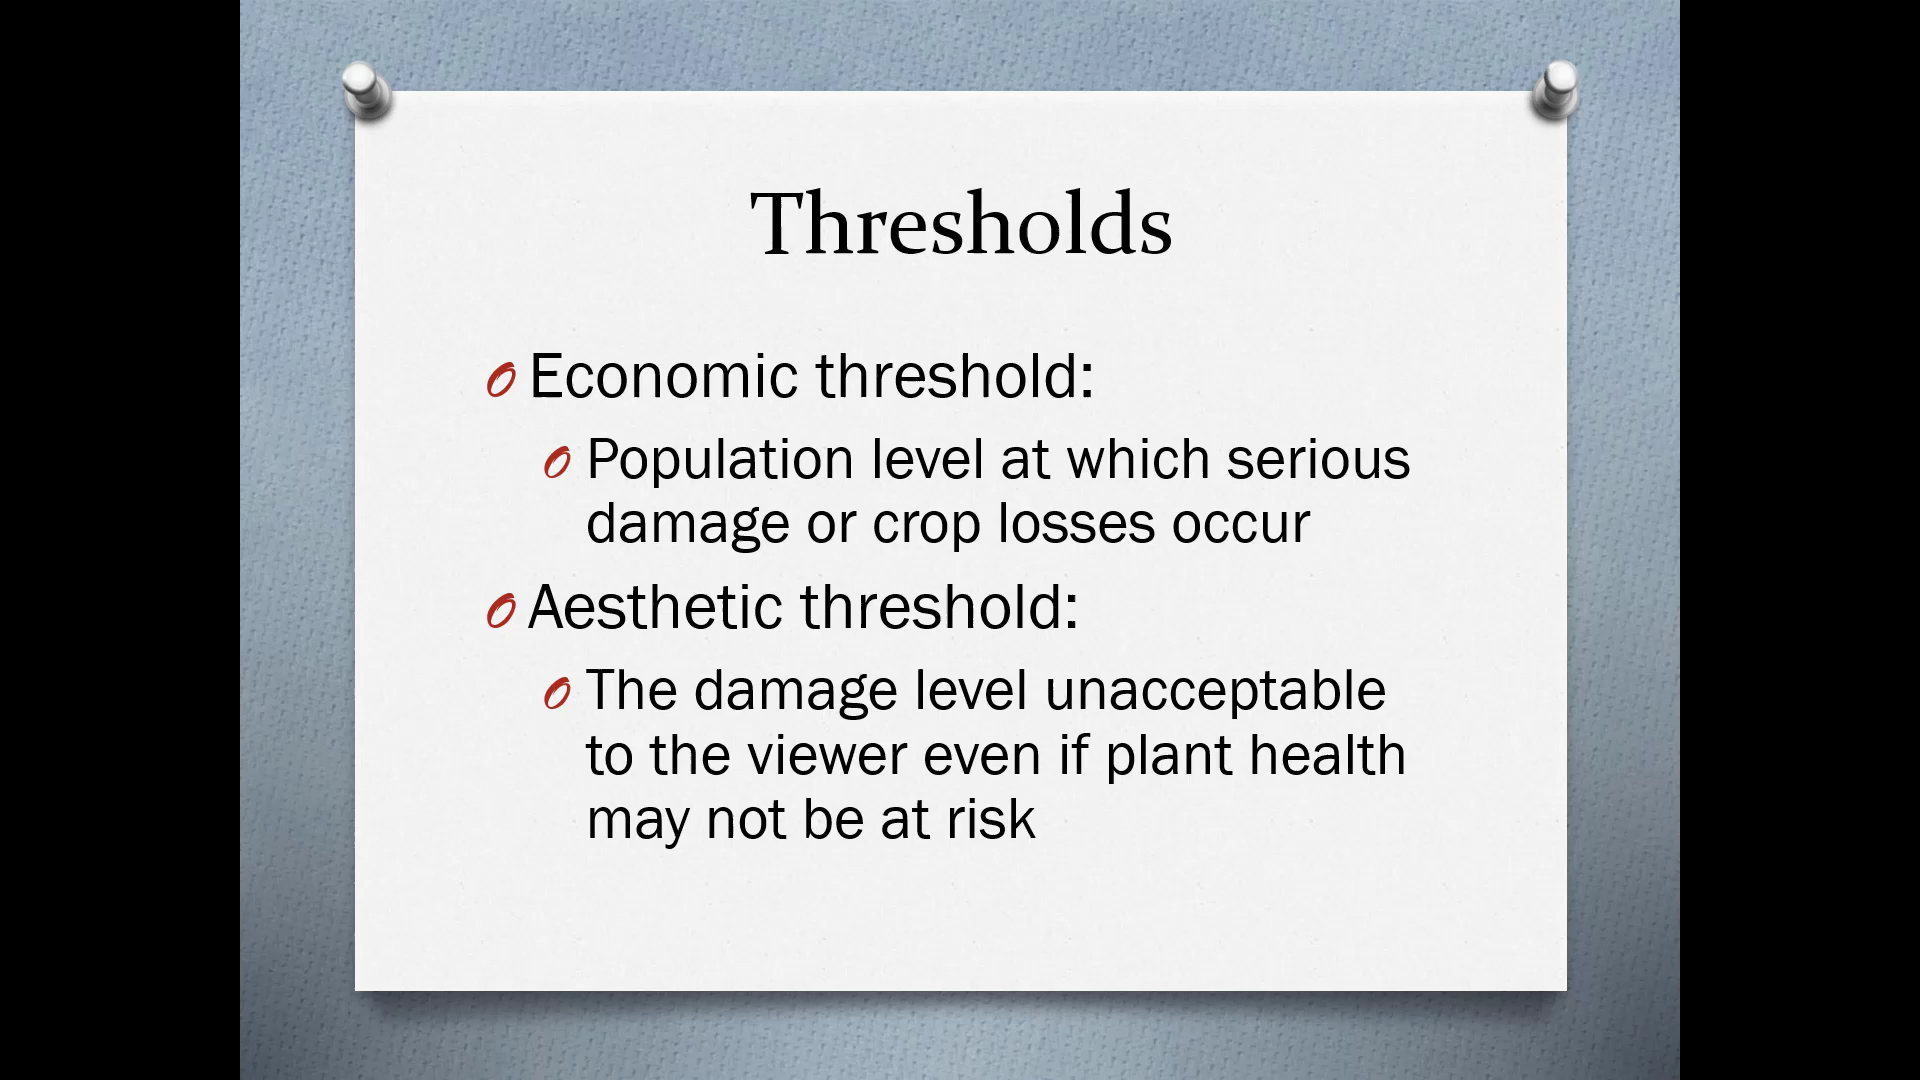 Thresholds
Economic threshold:
Population level at which serious
damage or crop losses occur
Aesthetic threshold:
The damage level unacceptable
to the viewer even if plant health
may not be at risk